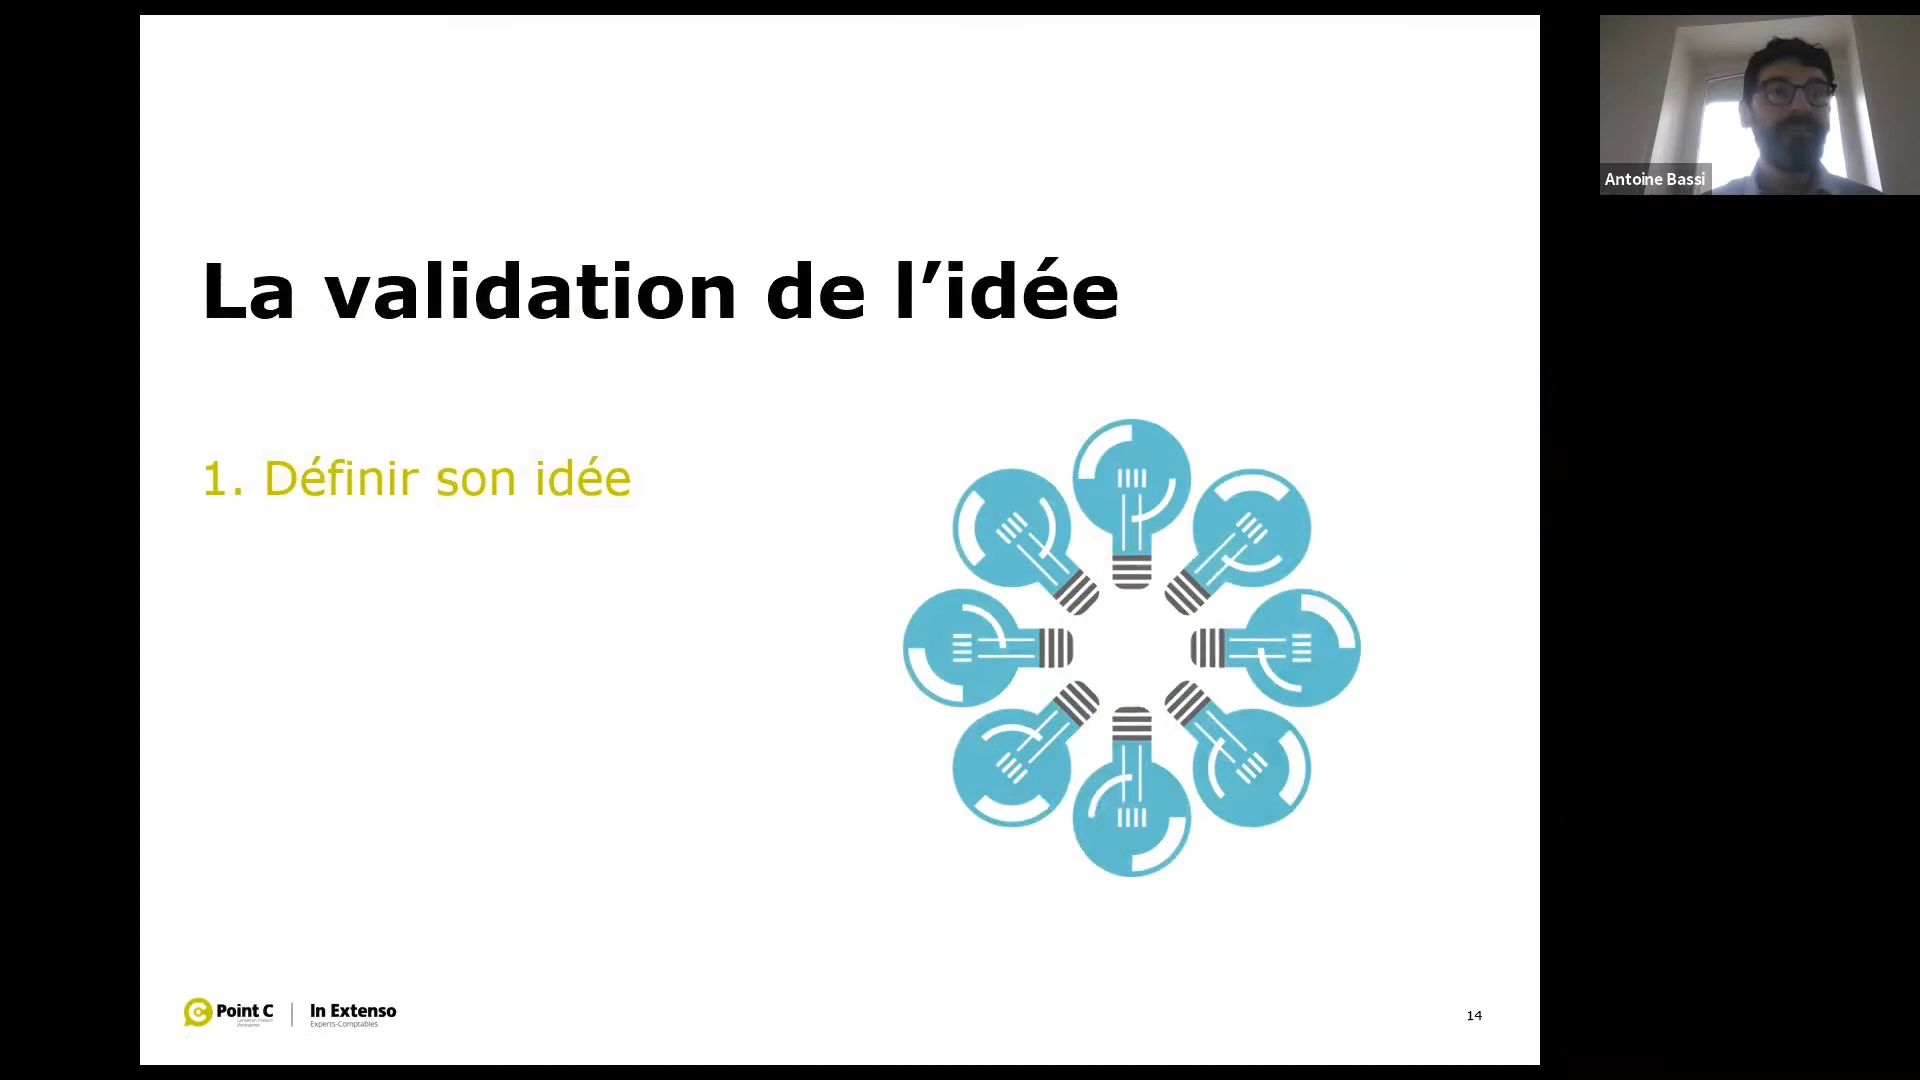 La validation de l’idée
1. Définir son idée
Point C
In Extenso
Experts-Comptables
14
Antoine Bassi